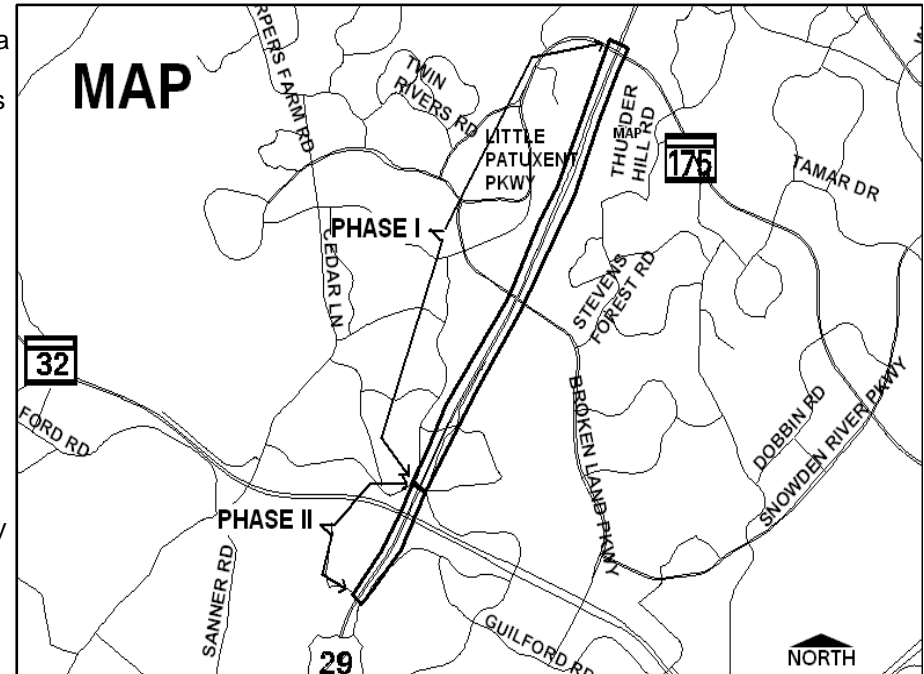 a
s
y
MAP
RPERS FARM RD
TWIN
RIVERS RD
LITTLE
PATUXENT
PKWY
THUNDER
HILL RD
MAP
175
TAMAR DR
PHASE I
CEDAR LN
STEVENS
FOREST RD
32
FORD RD
BROKEN LAND PKWY
DOBBIN RD
SNOWDEN RIVER PKWY
PHASE II
SANNER RD
GUILFORD RD
29
NORTH